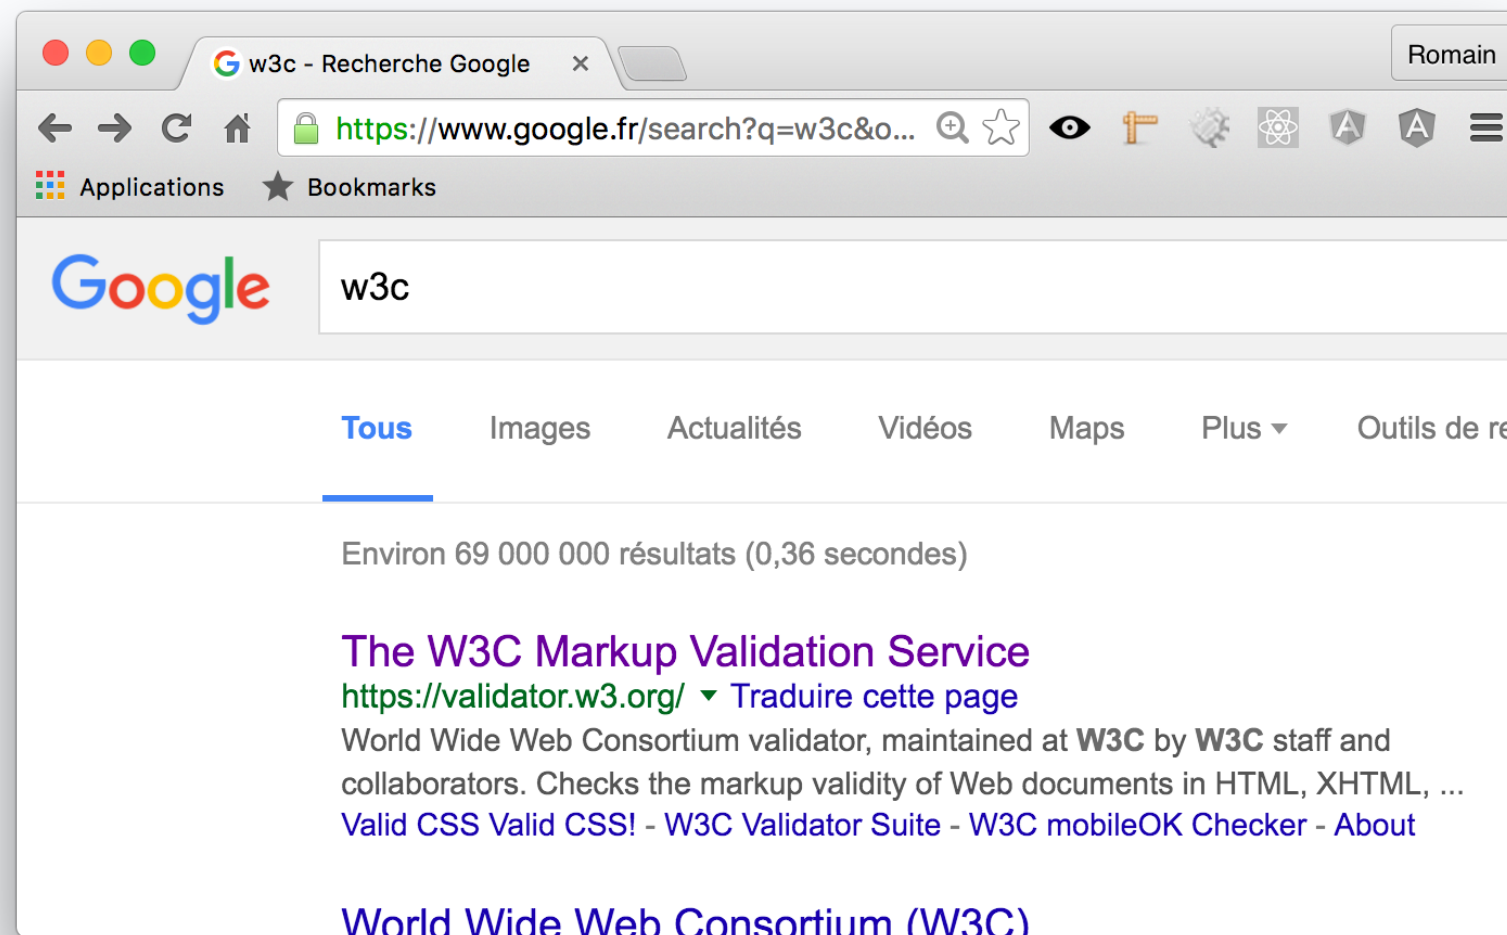 w3c - Recherche Google
Romain
https://www.google.fr/search?q=w3c&o...
Applications
Bookmarks
Google
w3c
Tous Images Actualités Vidéos Maps Plus Outils de re
Environ 69 000 000 résultats (0,36 secondes)
The W3C Markup Validation Service
https://validator.w3.org/ Traduire cette page
World Wide Web Consortium validator, maintained at W3C by W3C staff and
collaborators. Checks the markup validity of Web documents in HTML, XHTML, ...
Valid CSS Valid CSS! - W3C Validator Suite - W3C mobileOK Checker - About
World Wide Web Consortium (W3C)